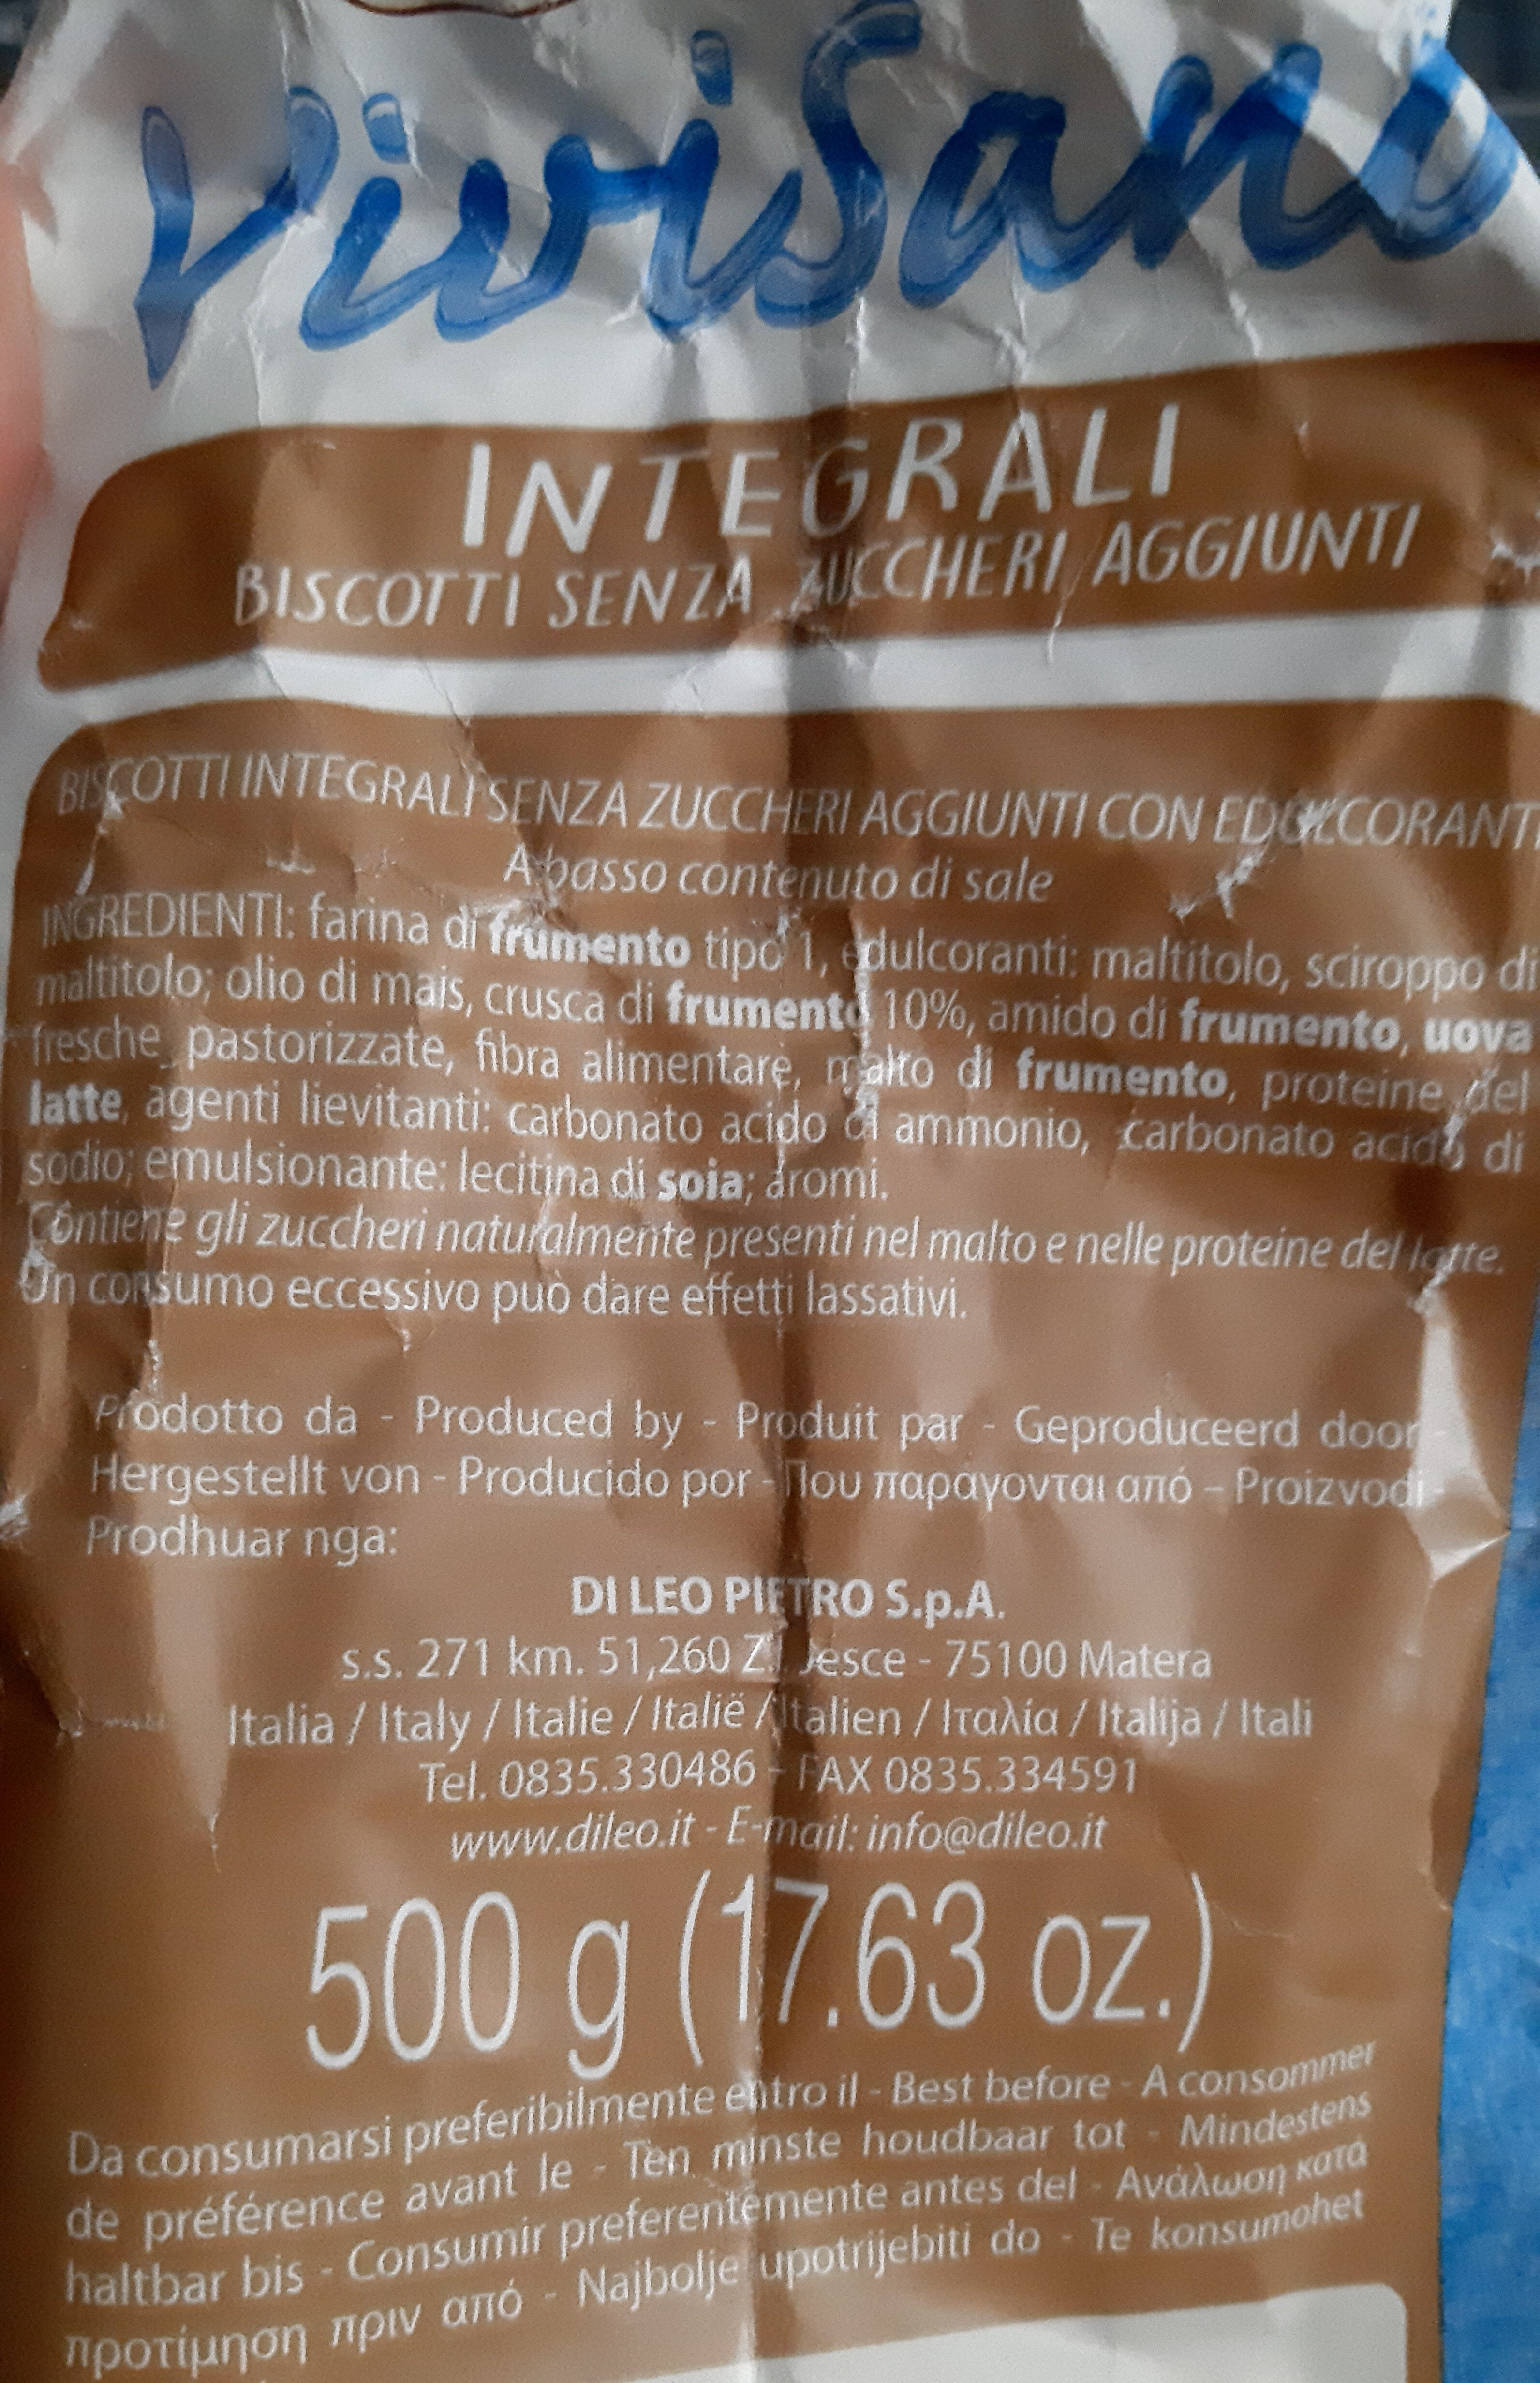 ViviSano
INTEGRALI
BISCOTTI SENZA ZUCCHERI AGGIUNTI
BISCOTTI INTEGRALI SENZA ZUCCHERI AGGIUNTI CON EDULCORANTI
A basso contenuto di sale
INGREDIENTI: farina di frumento tipo 1, edulcoranti: maltitolo, sciroppo di
maltitolo; olio di mais, crusca di frumento 10%, amido di frumento, uova
fresche pastorizzate, fibra alimentare, malto di frumento, proteine del
latte, agenti lievitanti: carbonato acido di ammonio, carbonato acido di
sodio; emulsionante: lecitina di soia; aromi.
Contiene gli zuccheri naturalmente presenti nel malto e nelle proteine del latte.
Un consumo eccessivo può dare effetti lassativi.
Prodotto da - Produced by - Produit par - Geproduceerd door -
Hergestellt von - Producido por - Που παραγονται από – Proizvodi -
Prodhuar nga:
DI LEO PIETRO S.p.A.
s.s. 271 km. 51,260 Z.I. Jesce - 75100 Matera
Italia / Italy / Italie / Italië / Italien / Ιταλία / Italija / Itali
Tel. 0835.330486 - FAX 0835.334591
www.dileo.it - E-mail: info@dileo.it
500 g (17.63 oz.)
Da consumarsi preferibilmente entro il - Best before - A consommer
de préférence avant le - Ten minste houdbaar tot - Mindestens
haltbar bis - Consumir preferentemente antes del - Ανάλωση κατά
προτίμηση πριν από - Najbolje upotrijebiti do - Te konsumohet